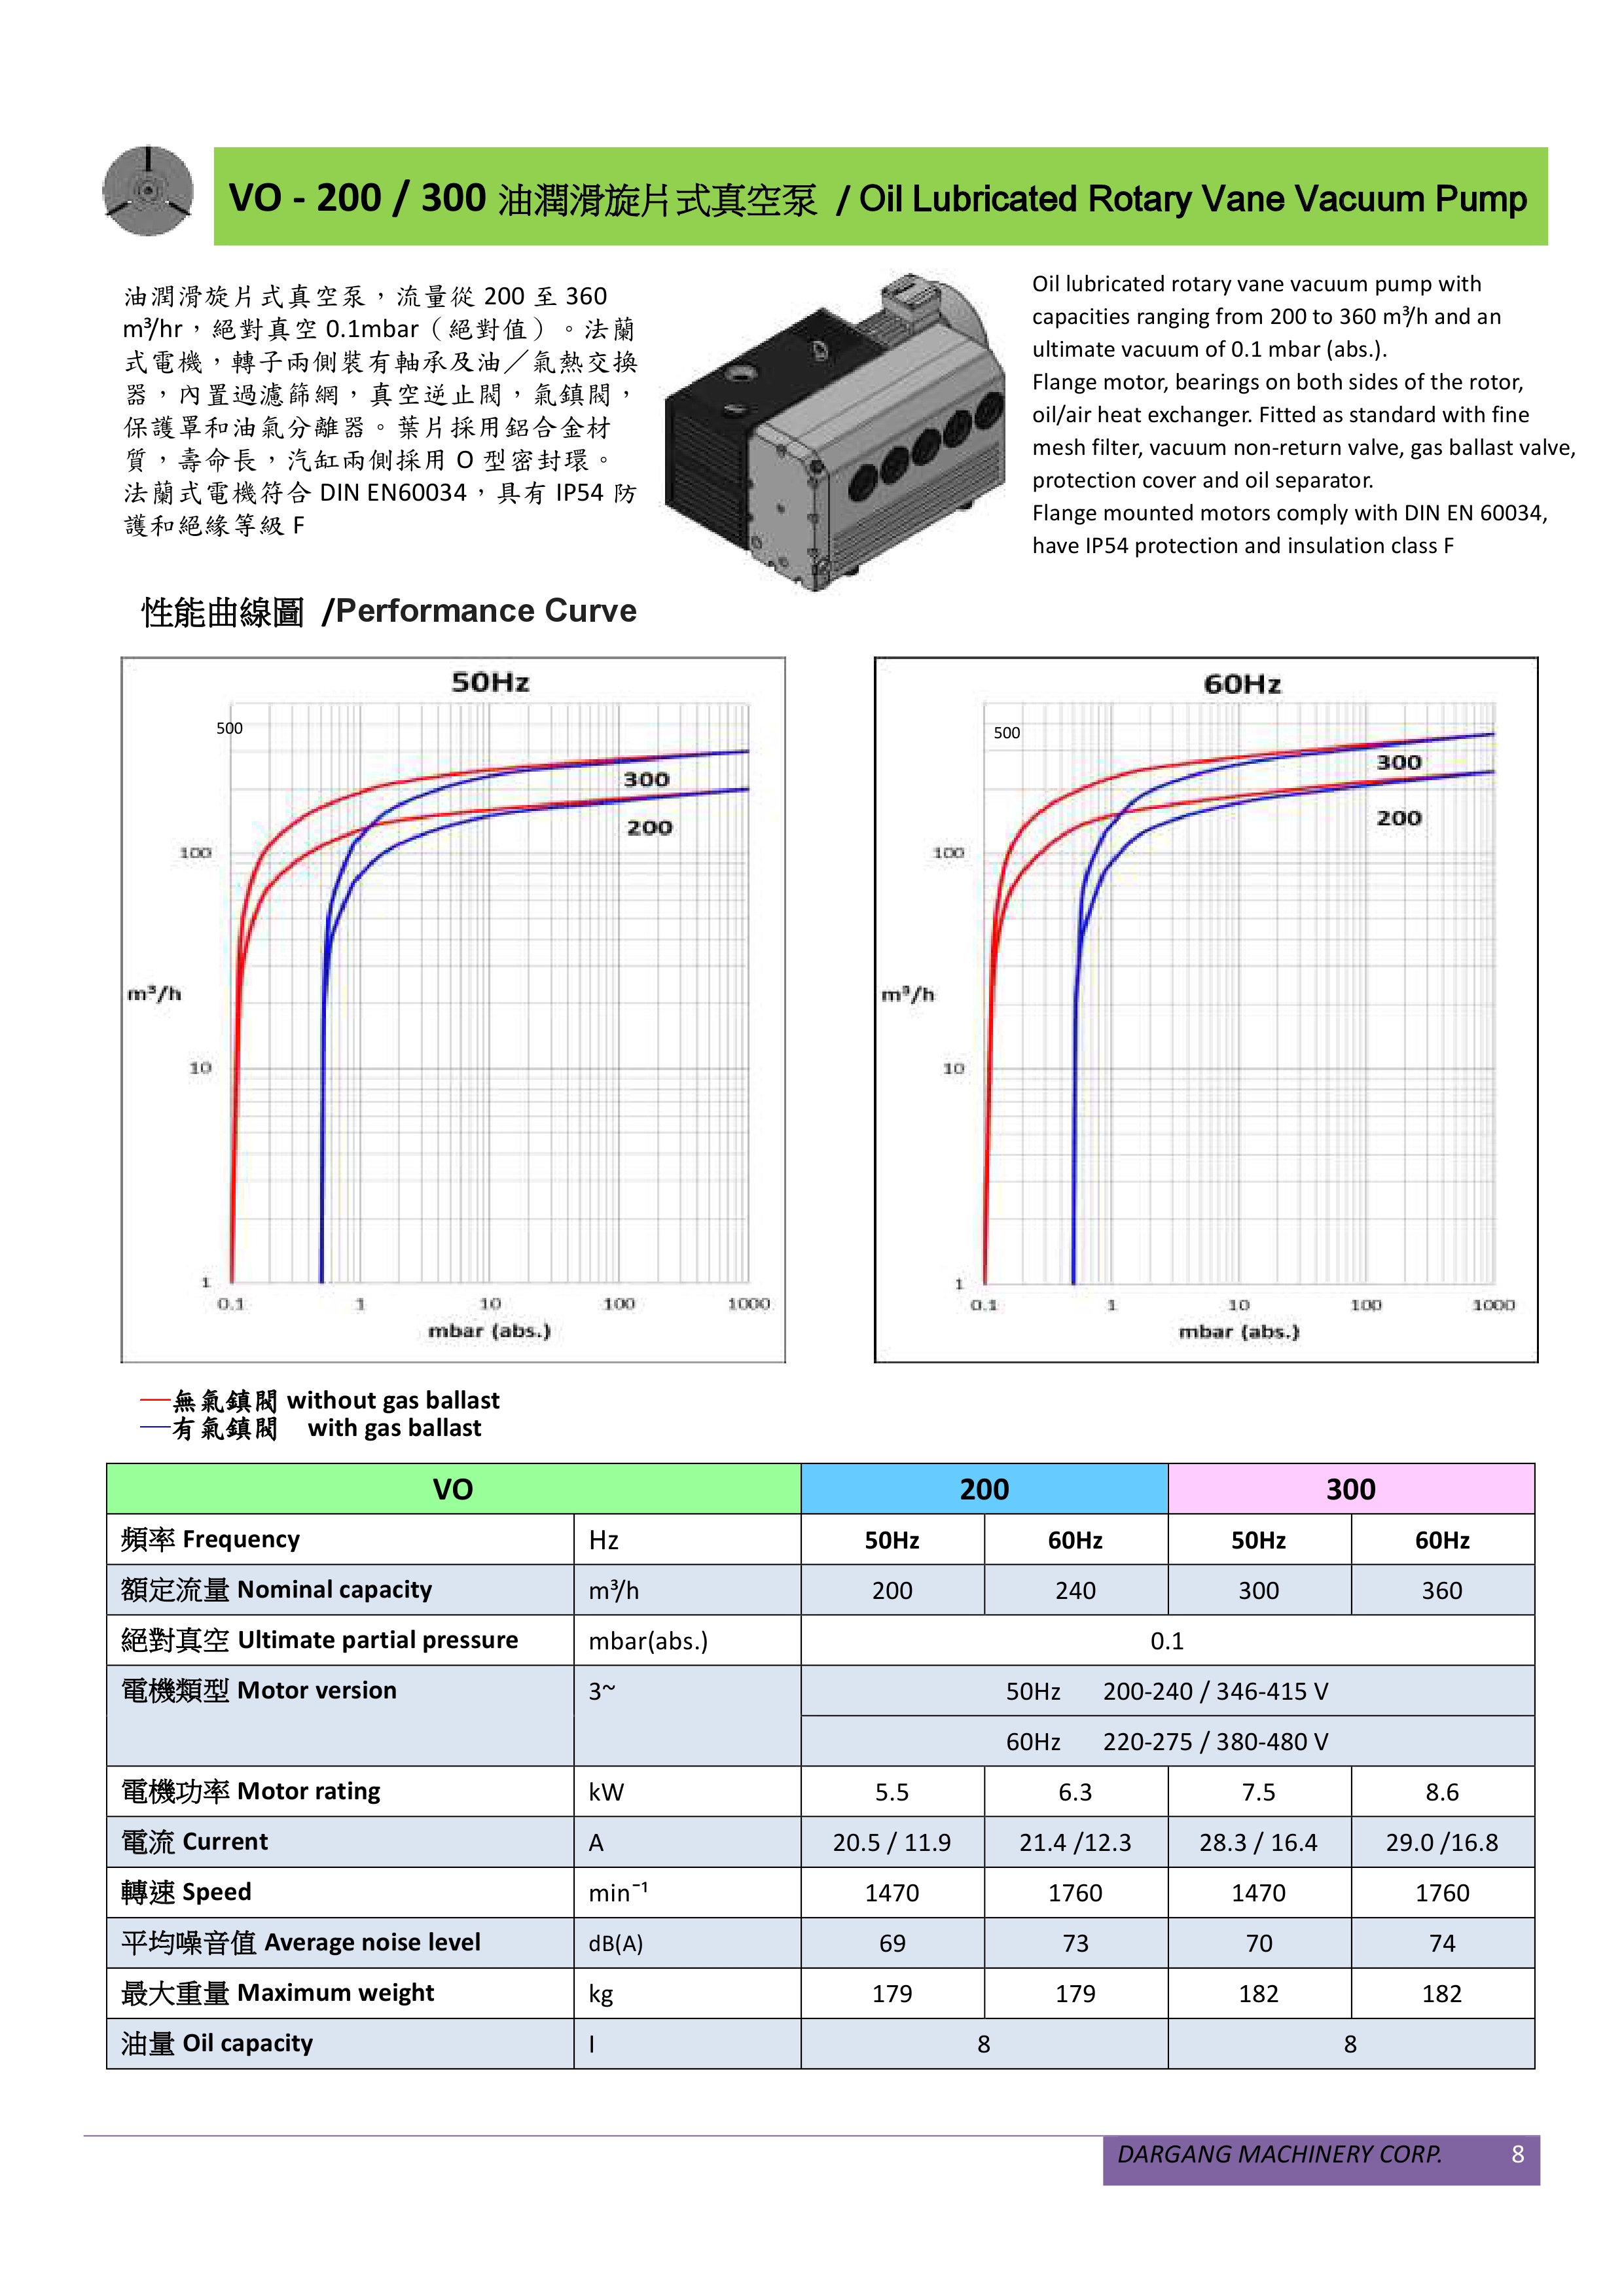 VO - 200 / 300 油潤滑旋片式真空泵 / Oil Lubricated Rotary Vane Vacuum Pump
油潤滑旋片式真空泵，流量從 200 至 360
m³/hr，絕對真空 0.1mbar（絕對值）。法蘭
式電機，轉子兩側裝有軸承及油／氣熱交換
器，內置過濾篩網，真空逆止閥，氣鎮閥，
保護罩和油氣分離器。葉片採用鋁合金材
質，壽命長，汽缸兩側採用 O 型密封環。
法蘭式電機符合 DIN EN60034，具有 IP54 防
護和絕緣等級 F
Oil lubricated rotary vane vacuum pump with
capacities ranging from 200 to 360 m³/h and an
ultimate vacuum of 0.1 mbar (abs.).
Flange motor, bearings on both sides of the rotor,
oil/air heat exchanger. Fitted as standard with fine
mesh filter, vacuum non-return valve, gas ballast valve,
protection cover and oil separator.
Flange mounted motors comply with DIN EN 60034,
have IP54 protection and insulation class F
性能曲線圖 /Performance Curve
50Hz
500
300
200
100
m³/h
10
1
0.1 1 10 100 1000
mbar (abs.)
60Hz
500
300
200
100
m³/h
10
1
0.1 1 10 100 1000
mbar (abs.)
無氣鎮閥 without gas ballast
有氣鎮閥 with gas ballast
VO 200 300
頻率 Frequency Hz 50Hz 60Hz 50Hz 60Hz
額定流量 Nominal capacity m³/h 200 240 300 360
絕對真空 Ultimate partial pressure mbar(abs.) 0.1
電機類型 Motor version 3~ 50Hz 200-240 / 346-415 V
60Hz 220-275 / 380-480 V
電機功率 Motor rating kW 5.5 6.3 7.5 8.6
電流 Current A 20.5 / 11.9 21.4 /12.3 28.3 / 16.4 29.0 /16.8
轉速 Speed min⁻¹ 1470 1760 1470 1760
平均噪音值 Average noise level dB(A) 69 73 70 74
最大重量 Maximum weight kg 179 179 182 182
油量 Oil capacity l 8 8
DARGANG MACHINERY CORP. 8